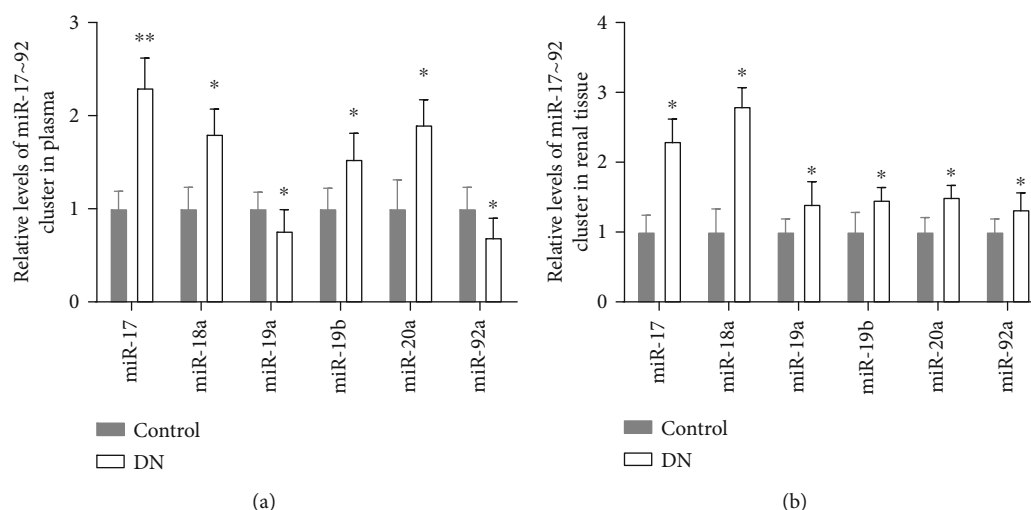 Relative levels of miR-17~92
cluster in plasma
3
2
1
0
**
*
*
*
*
*
miR-17
miR-18a
miR-19a
miR-19b
miR-20a
miR-92a
Control
DN
(a)
Relative levels of miR-17~92
cluster in renal tissue
4
3
2
1
0
*
*
*
*
*
*
miR-17
miR-18a
miR-19a
miR-19b
miR-20a
miR-92a
Control
DN
(b)